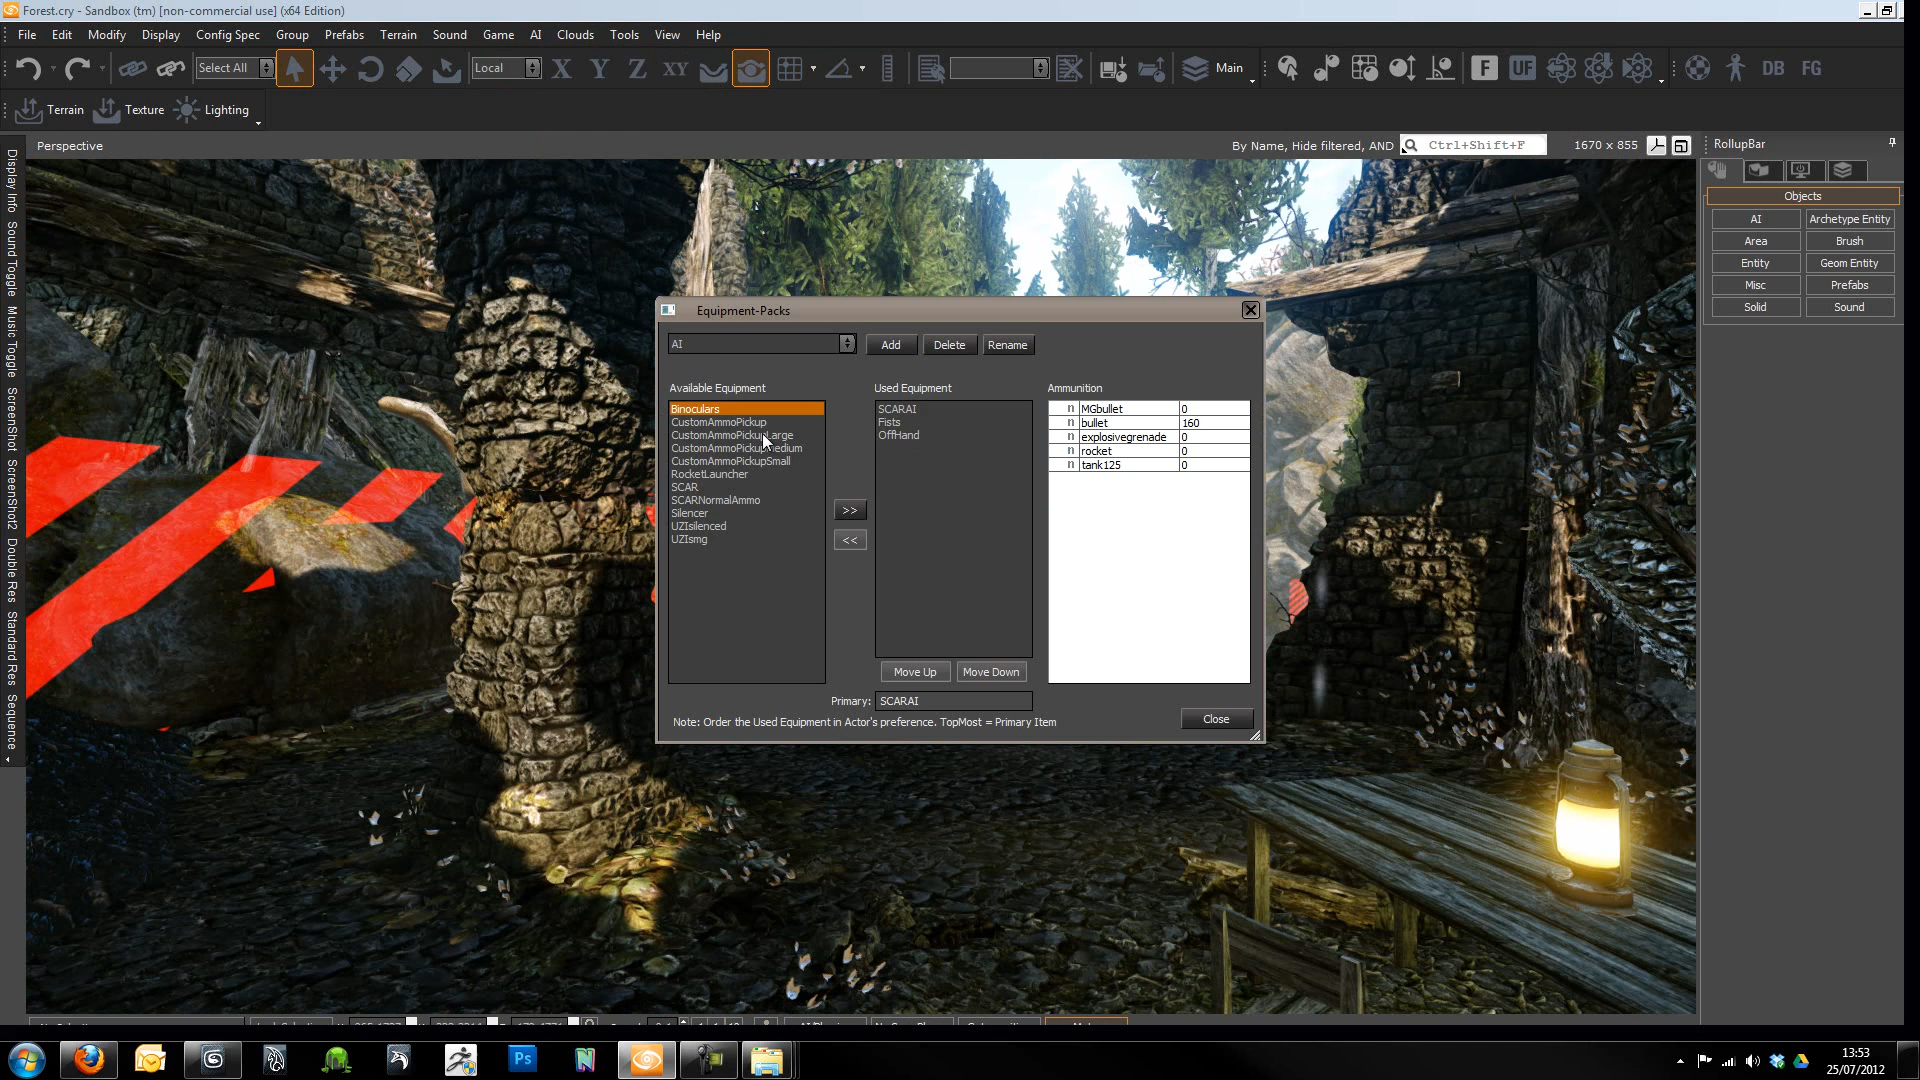 Forest.cry - Sandbox (tm) [non-commercial use] (x64 Edition)
File Edit Modify Display Config Spec Group Prefabs Terrain Sound Game AI Clouds Tools View Help
Select All Local X Y Z XY Main F UF DB FG
Terrain Texture Lighting
Perspective By Name, Hide filtered, AND Ctrl+Shift+F 1670 x 855
RollupBar
Objects
AI Archetype Entity
Area Brush
Entity Geom Entity
Misc Prefabs
Solid Sound
Display Info Sound Toggle Music Toggle ScreenShot ScreenShot2 Double Res Standard Res Sequence
Equipment-Packs
AI Add Delete Rename
Available Equipment
Binoculars
CustomAmmoPickup
CustomAmmoPickupLarge
CustomAmmoPickupMedium
CustomAmmoPickupSmall
RocketLauncher
SCAR
SCARNormalAmmo
Silencer
UZIsilenced
UZIsmg
>>
<<
Used Equipment
SCARAI
Fists
OffHand
Move Up Move Down
Ammunition
n MGbullet 0
n bullet 160
n explosivegrenade 0
n rocket 0
n tank125 0
Primary: SCARAI
Note: Order the Used Equipment in Actor's preference. TopMost = Primary Item
Close
Ps
13:53
25/07/2012